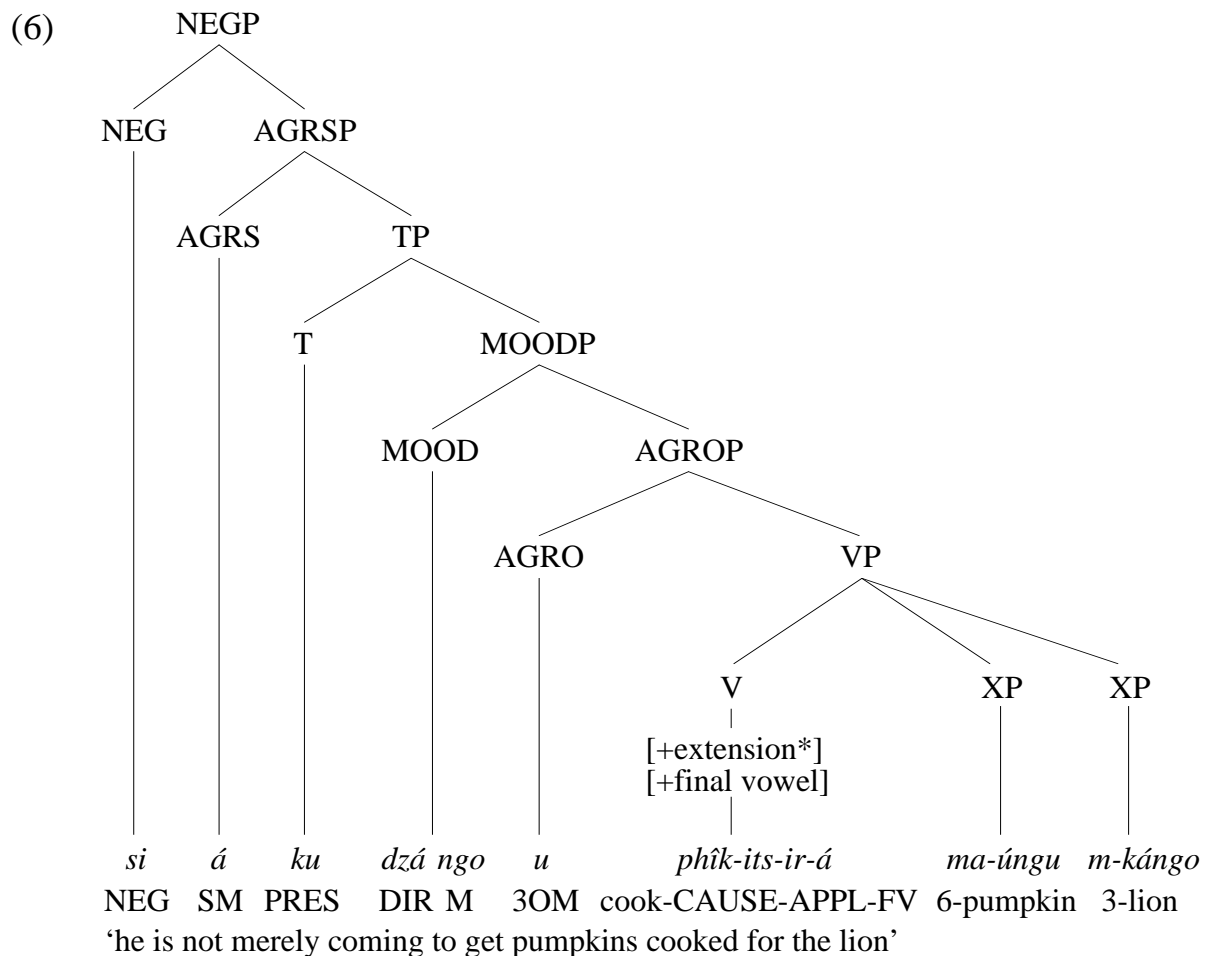 (6) NEGP
NEG AGRSP
AGRS TP
T MOODP
MOOD AGROP
AGRO VP
V XP XP
[+extension*]
[+final vowel]
si á ku dzá ngo u phîk-its-ir-á ma-úngu m-kángo
NEG SM PRES DIR M 3OM cook-CAUSE-APPL-FV 6-pumpkin 3-lion
‘he is not merely coming to get pumpkins cooked for the lion’